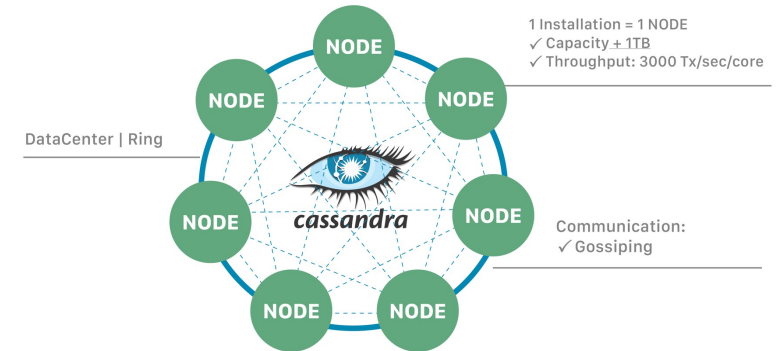 NODE
1 Installation = 1 NODE
✓ Capacity + 1TB
✓ Throughput: 3000 Tx/sec/core
NODE
NODE
DataCenter | Ring
cassandra
NODE
NODE
Communication:
✓ Gossiping
NODE
NODE